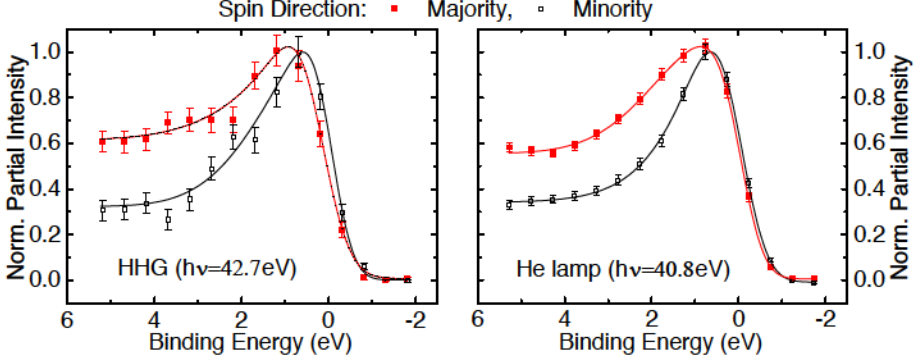 Spin Direction: Majority, Minority
Norm. Partial Intensity
1.0
0.8
0.6
0.4
0.2
0.0
HHG (hν=42.7eV)
6 4 2 0 -2
Binding Energy (eV)
Norm. Partial Intensity
1.0
0.8
0.6
0.4
0.2
0.0
He lamp (hν=40.8eV)
6 4 2 0 -2
Binding Energy (eV)